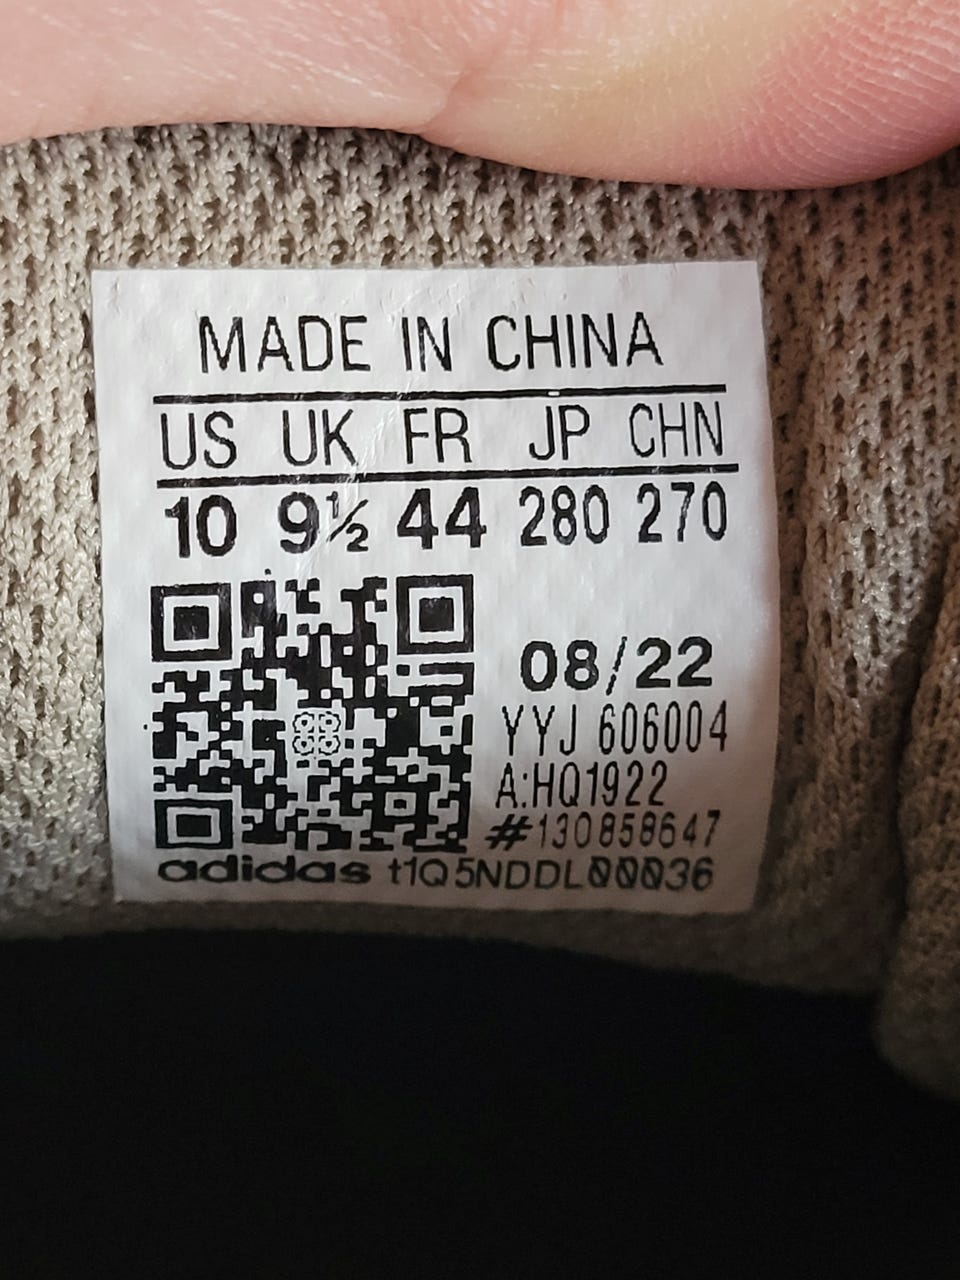 MADE IN CHINA
US UK FR JP CHN
10 9½ 44 280 270
08/22
YYJ 606004
A:HQ1922
#130858647
adidas t1Q5NDDL00036